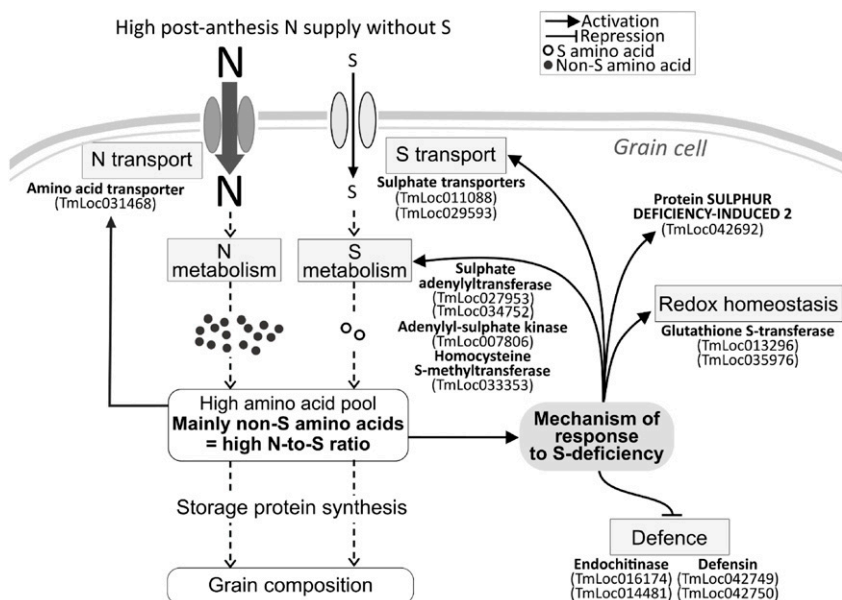 High post-anthesis N supply without S
Activation
Repression
S amino acid
Non-S amino acid
N
S
Grain cell
N transport
Amino acid transporter
(TmLoc031468)
N
S
S transport
Sulphate transporters
(TmLoc011088)
(TmLoc029593)
Protein SULPHUR
DEFICIENCY-INDUCED 2
(TmLoc042692)
N
metabolism
S
metabolism
Sulphate
adenylyltransferase
(TmLoc027953)
(TmLoc034752)
Adenylyl-sulphate kinase
(TmLoc007806)
Homocysteine
S-methyltransferase
(TmLoc033353)
Redox homeostasis
Glutathione S-transferase
(TmLoc013296)
(TmLoc035976)
High amino acid pool
Mainly non-S amino acids
= high N-to-S ratio
Mechanism of
response
to S-deficiency
Storage protein synthesis
Grain composition
Defence
Endochitinase
(TmLoc016174)
(TmLoc014481)
Defensin
(TmLoc042749)
(TmLoc042750)